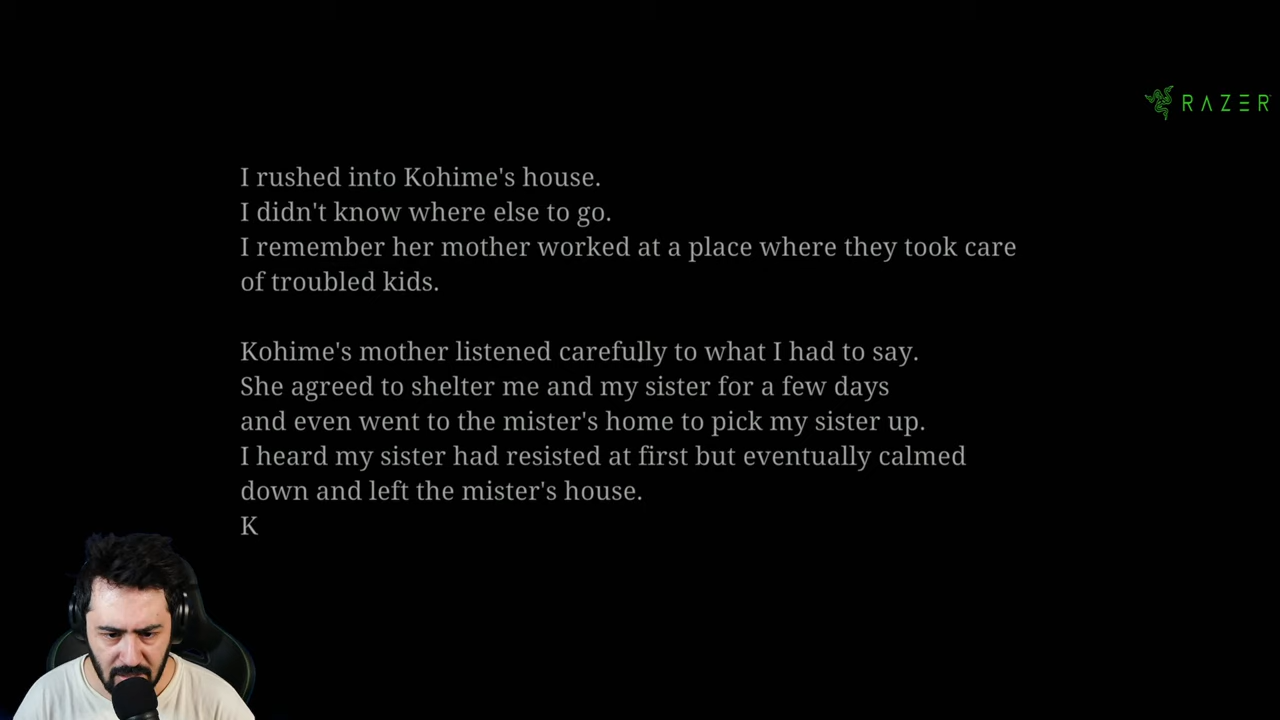 RAZER
I rushed into Kohime's house.
I didn't know where else to go.
I remember her mother worked at a place where they took care
of troubled kids.
Kohime's mother listened carefully to what I had to say.
She agreed to shelter me and my sister for a few days
and even went to the mister's home to pick my sister up.
I heard my sister had resisted at first but eventually calmed
down and left the mister's house.
K